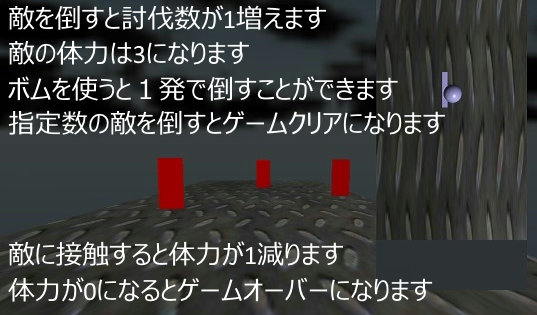 敵を倒すと討伐数が1増えます
敵の体力は3になります
ボムを使うと１発で倒すことができます
指定数の敵を倒すとゲームクリアになります
敵に接触すると体力が1減ります
体力が0になるとゲームオーバーになります